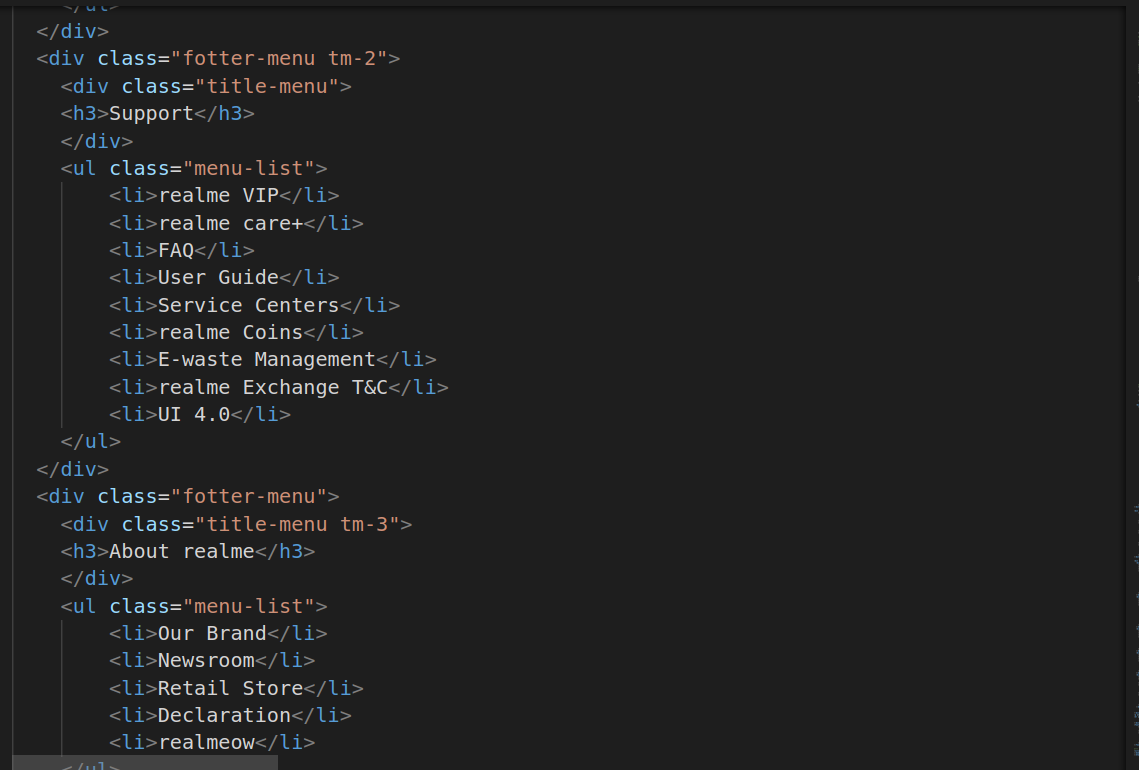 </ul>
</div>
<div class="fotter-menu tm-2">
<div class="title-menu">
<h3>Support</h3>
</div>
<ul class="menu-list">
<li>realme VIP</li>
<li>realme care+</li>
<li>FAQ</li>
<li>User Guide</li>
<li>Service Centers</li>
<li>realme Coins</li>
<li>E-waste Management</li>
<li>realme Exchange T&C</li>
<li>UI 4.0</li>
</ul>
</div>
<div class="fotter-menu">
<div class="title-menu tm-3">
<h3>About realme</h3>
</div>
<ul class="menu-list">
<li>Our Brand</li>
<li>Newsroom</li>
<li>Retail Store</li>
<li>Declaration</li>
<li>realmeow</li>
</ul>